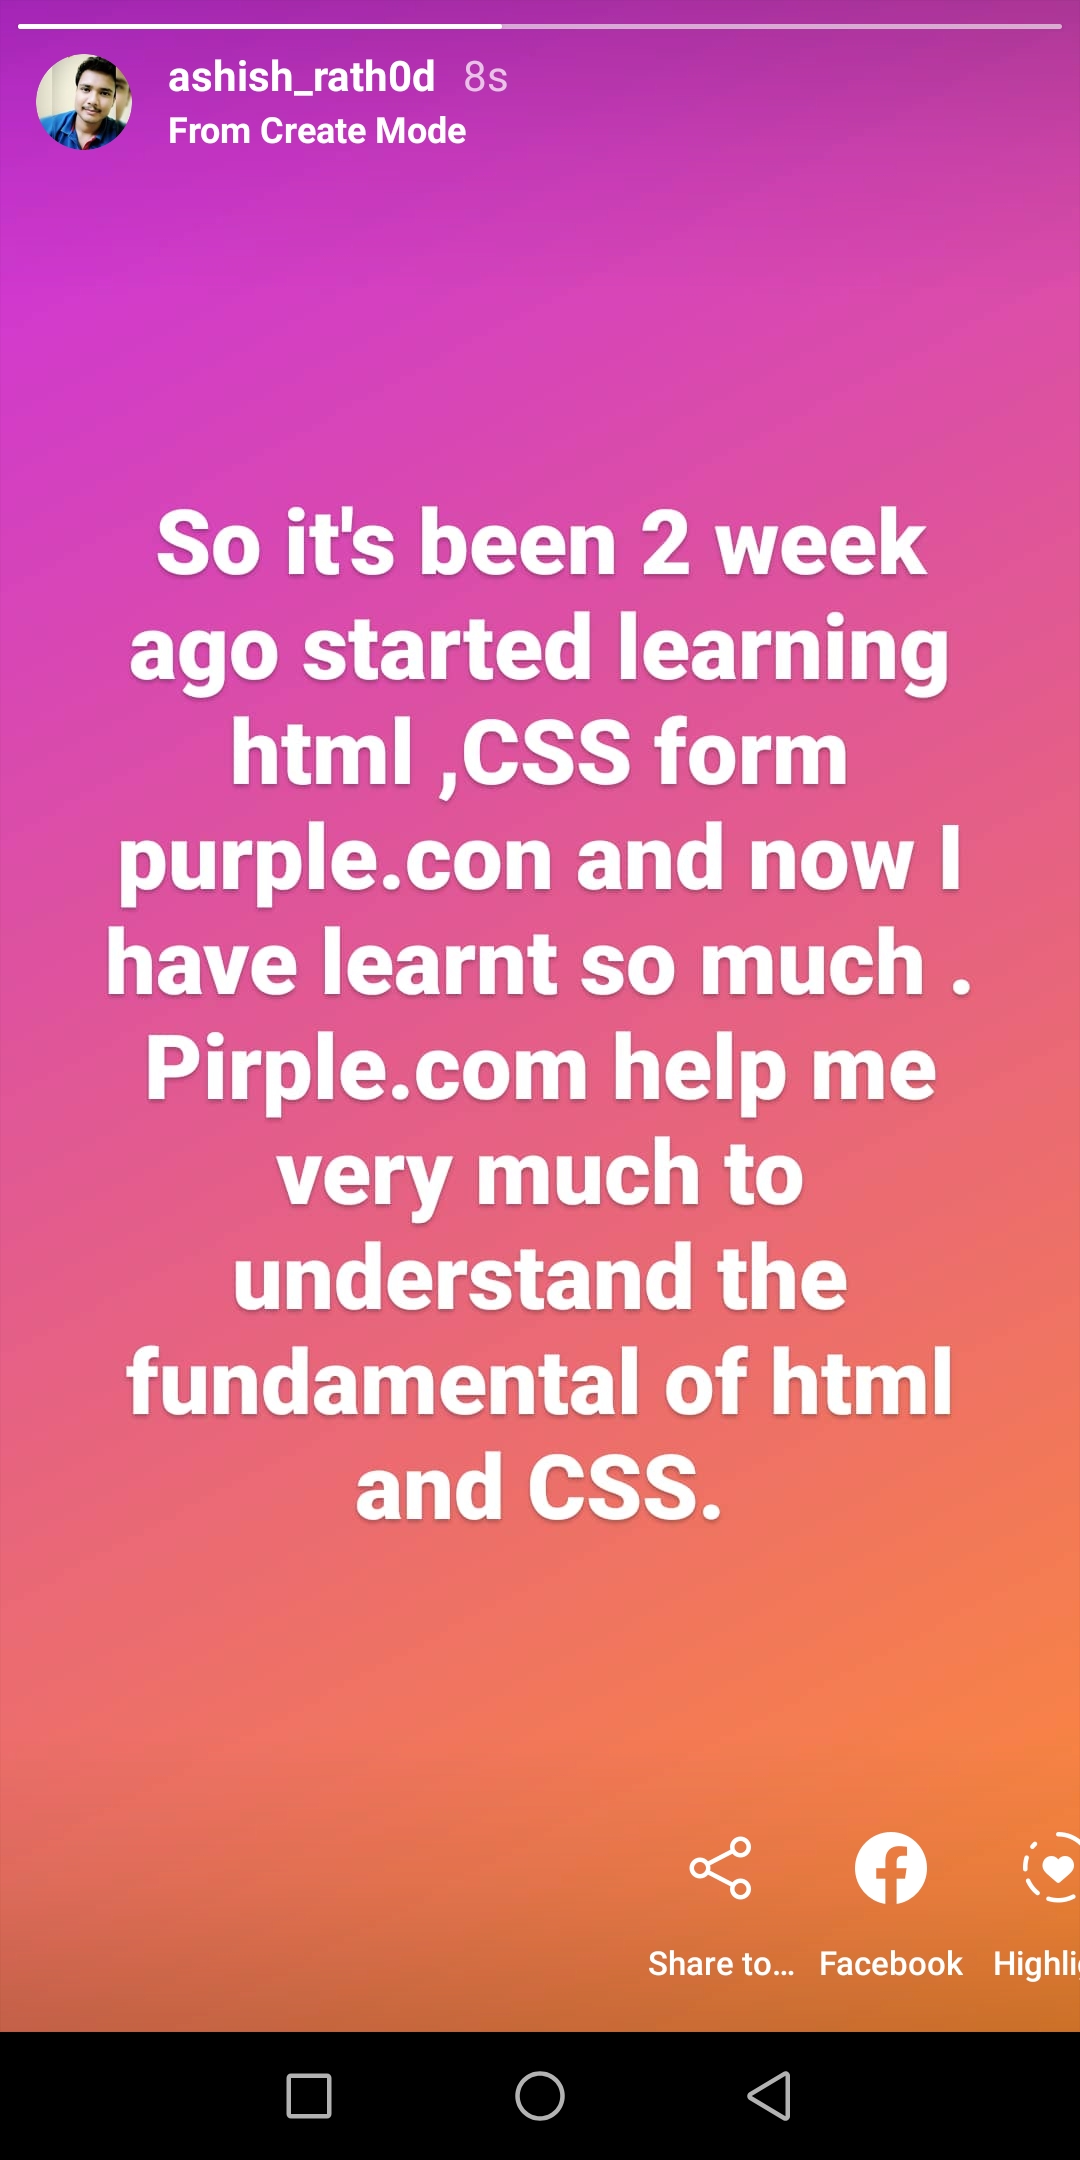 ashish_rath0d 8s
From Create Mode
So it's been 2 week
ago started learning
html ,CSS form
purple.con and now I
have learnt so much .
Pirple.com help me
very much to
understand the
fundamental of html
and CSS.
Share to... Facebook Highli